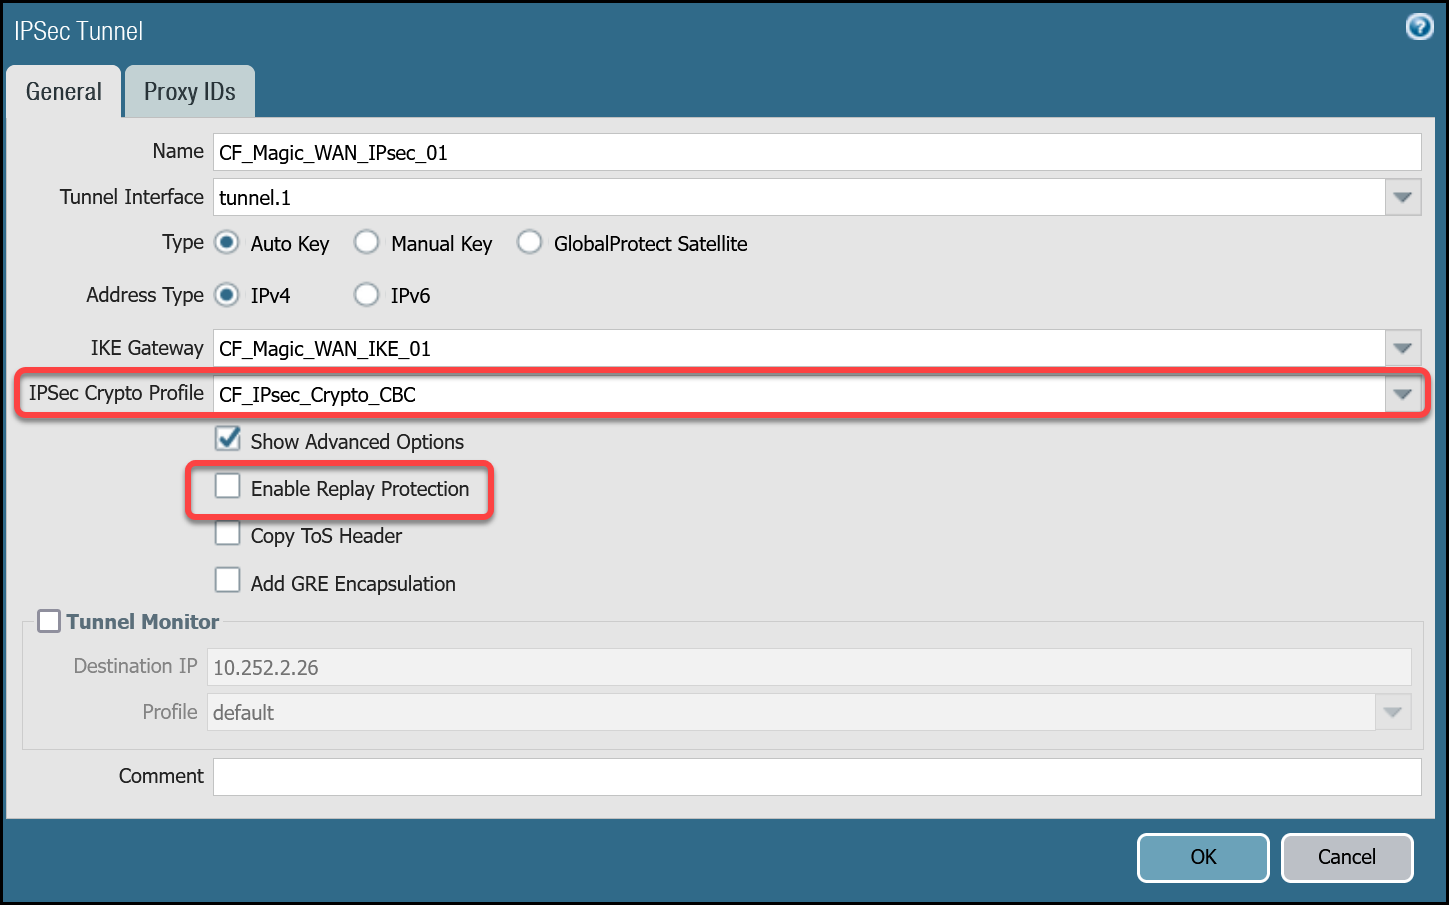 IPSec Tunnel
?
General Proxy IDs
Name CF_Magic_WAN_IPsec_01
Tunnel Interface tunnel.1
Type Auto Key Manual Key GlobalProtect Satellite
Address Type IPv4 IPv6
IKE Gateway CF_Magic_WAN_IKE_01
IPSec Crypto Profile CF_IPsec_Crypto_CBC
Show Advanced Options
Enable Replay Protection
Copy ToS Header
Add GRE Encapsulation
Tunnel Monitor
Destination IP 10.252.2.26
Profile default
Comment
OK Cancel